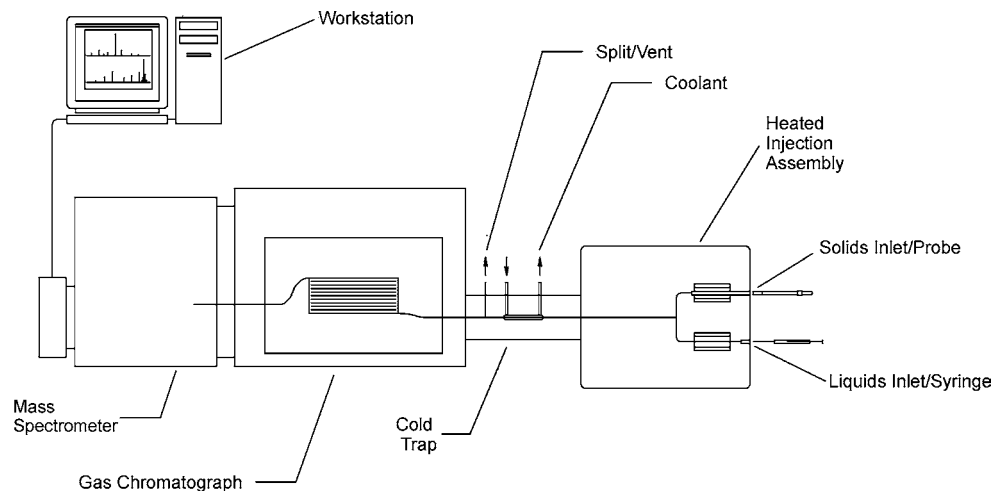 Workstation
Split/Vent
Coolant
Heated
Injection
Assembly
Solids Inlet/Probe
Liquids Inlet/Syringe
Mass
Spectrometer
Cold
Trap
Gas Chromatograph